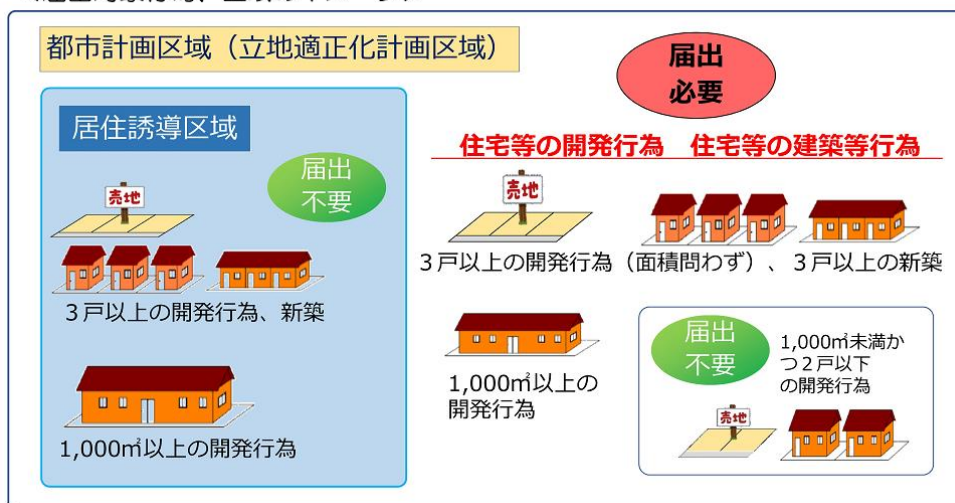 都市計画区域（立地適正化計画区域）
居住誘導区域
届出
不要
売地
３戸以上の開発行為、新築
1,000㎡以上の開発行為
届出
必要
住宅等の開発行為　住宅等の建築等行為
売地
３戸以上の開発行為（面積問わず）、３戸以上の新築
1,000㎡以上の
開発行為
届出
不要
1,000㎡未満か
つ２戸以下
の開発行為
売地